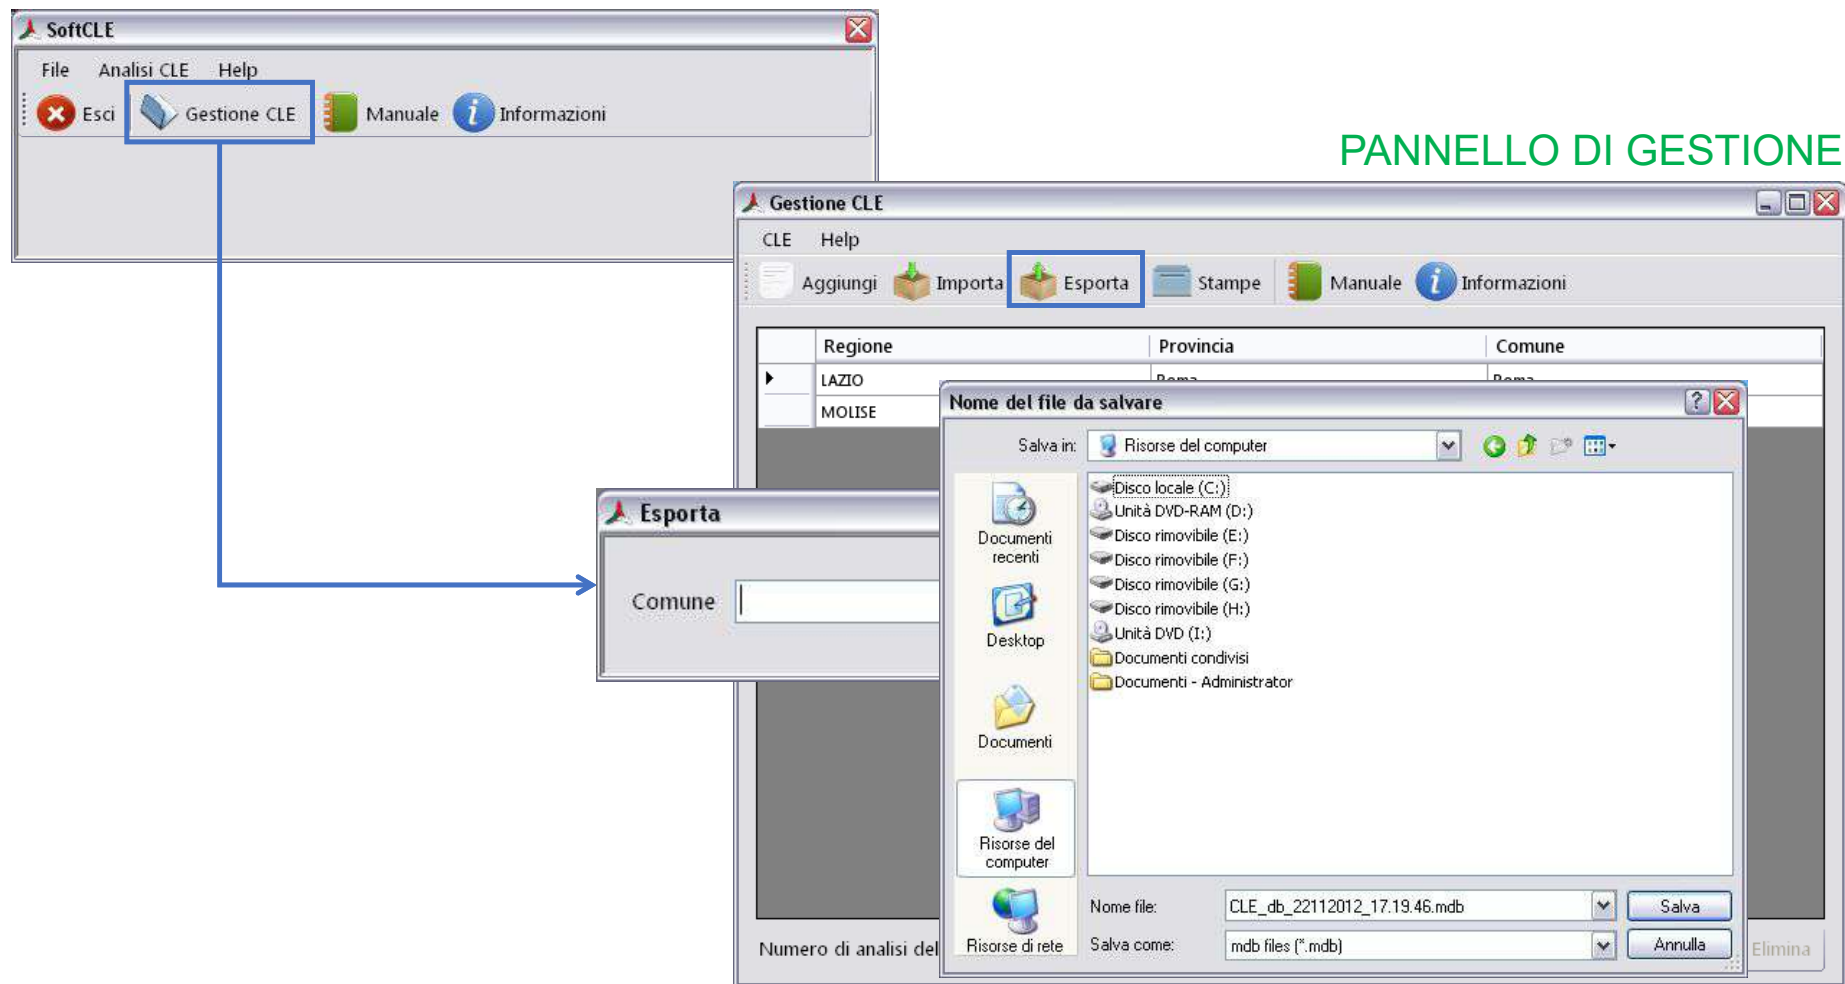 SoftCLE
File Analisi CLE Help
Esci Gestione CLE Manuale Informazioni
PANNELLO DI GESTIONE
Gestione CLE
CLE Help
Aggiungi Importa Esporta Stampe Manuale Informazioni
Regione Provincia Comune
LAZIO Roma Roma
MOLISE
Esporta
Comune
Nome del file da salvare
Salva in: Risorse del computer
Documenti recenti
Desktop
Documenti
Risorse del computer
Risorse di rete
Disco locale (C:)
Unità DVD-RAM (D:)
Disco rimovibile (E:)
Disco rimovibile (F:)
Disco rimovibile (G:)
Disco rimovibile (H:)
Unità DVD (I:)
Documenti condivisi
Documenti - Administrator
Nome file: CLE_db_22112012_17.19.46.mdb Salva
Salva come: mdb files (*.mdb) Annulla
Numero di analisi del Elimina